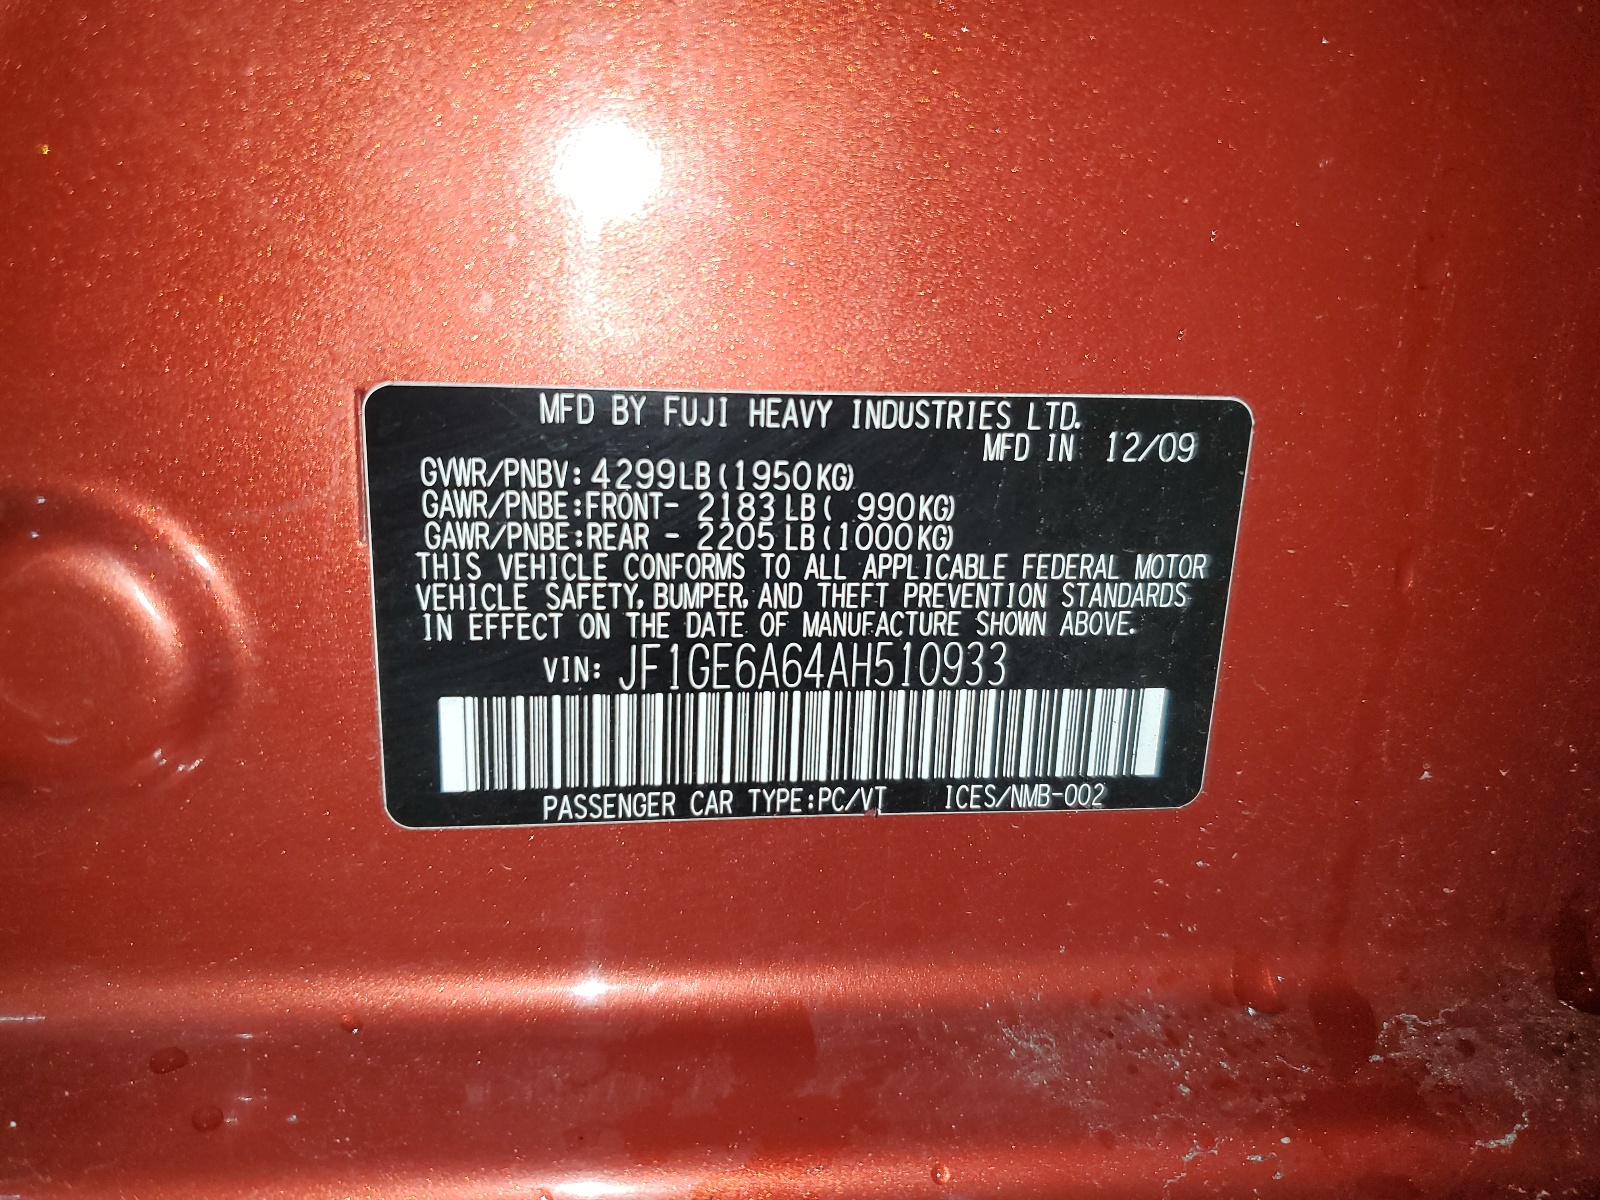 MFD BY FUJI HEAVY INDUSTRIES LTD.
MFD IN 12/09
GVWR/PNBV: 4299LB(1950KG)
GAWR/PNBE:FRONT- 2183LB( 990KG)
GAWR/PNBE:REAR - 2205LB(1000KG)
THIS VEHICLE CONFORMS TO ALL APPLICABLE FEDERAL MOTOR
VEHICLE SAFETY, BUMPER, AND THEFT PREVENTION STANDARDS
IN EFFECT ON THE DATE OF MANUFACTURE SHOWN ABOVE.
VIN: JF1GE6A64AH510933
PASSENGER CAR TYPE:PC/VT ICES/NMB-002